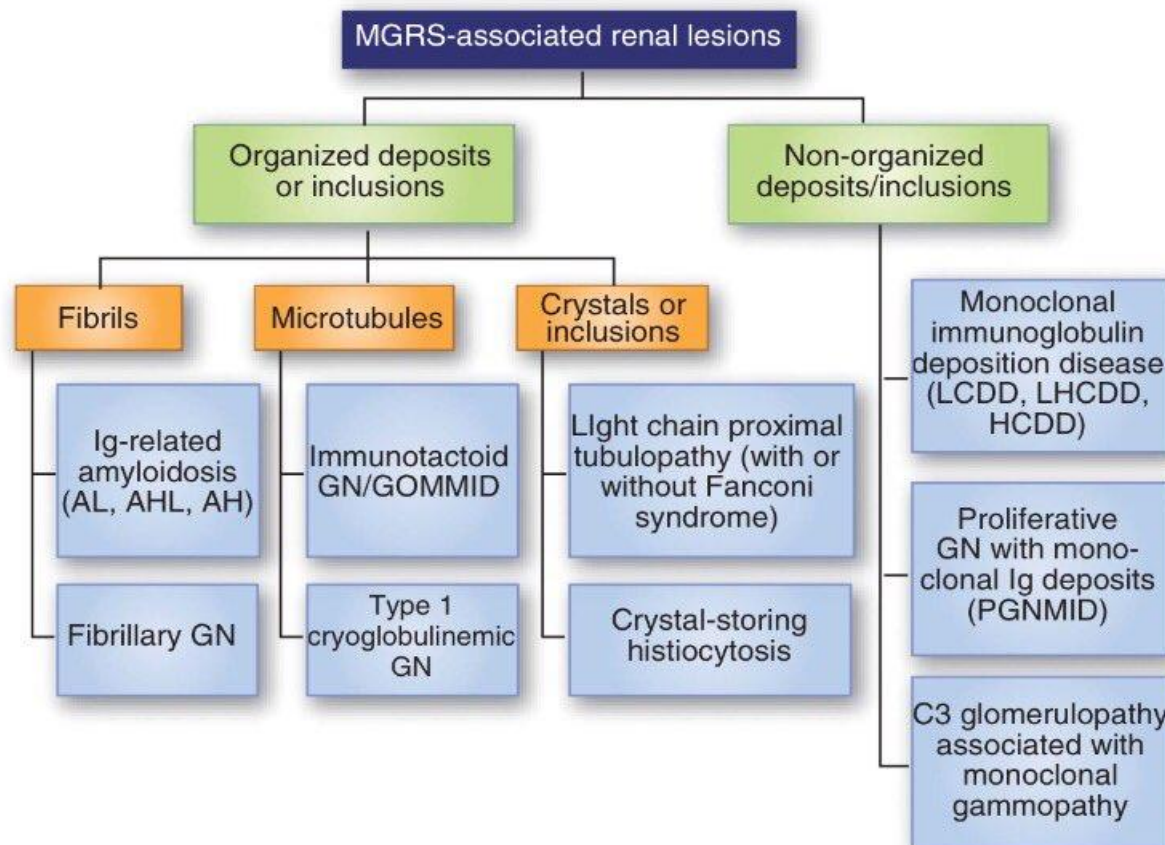 MGRS-associated renal lesions
Organized deposits
or inclusions
Non-organized
deposits/inclusions
Fibrils
Microtubules
Crystals or
inclusions
Ig-related
amyloidosis
(AL, AHL, AH)
Fibrillary GN
Immunotactoid
GN/GOMMID
Type 1
cryoglobulinemic
GN
LIght chain proximal
tubulopathy (with or
without Fanconi
syndrome)
Crystal-storing
histiocytosis
Monoclonal
immunoglobulin
deposition disease
(LCDD, LHCDD,
HCDD)
Proliferative
GN with mono-
clonal Ig deposits
(PGNMID)
C3 glomerulopathy
associated with
monoclonal
gammopathy